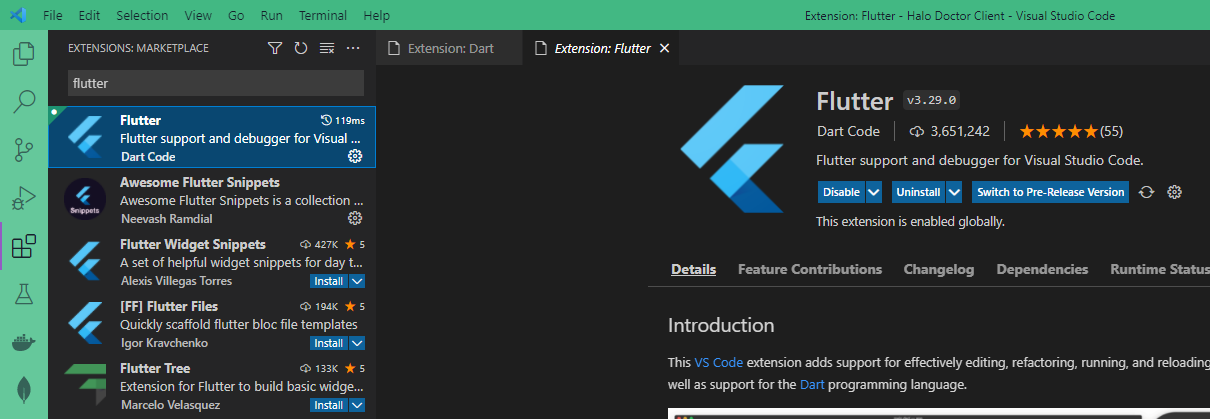 File Edit Selection View Go Run Terminal Help
Extension: Flutter - Halo Doctor Client - Visual Studio Code
EXTENSIONS: MARKETPLACE
flutter
Flutter 119ms
Flutter support and debugger for Visual ...
Dart Code
Awesome Flutter Snippets
Awesome Flutter Snippets is a collection ...
Neevash Ramdial
Snippets
Flutter Widget Snippets 427K ★ 5
A set of helpful widget snippets for day t...
Alexis Villegas Torres Install
[FF] Flutter Files 194K ★ 5
Quickly scaffold flutter bloc file templates
Igor Kravchenko Install
Flutter Tree 133K ★ 5
Extension for Flutter to build basic widge...
Marcelo Velasquez Install
Extension: Dart
Extension: Flutter
Flutter v3.29.0
Dart Code 3,651,242 ★★★★★(55)
Flutter support and debugger for Visual Studio Code.
Disable Uninstall Switch to Pre-Release Version
This extension is enabled globally.
Details Feature Contributions Changelog Dependencies Runtime Status
Introduction
This VS Code extension adds support for effectively editing, refactoring, running, and reloading
well as support for the Dart programming language.